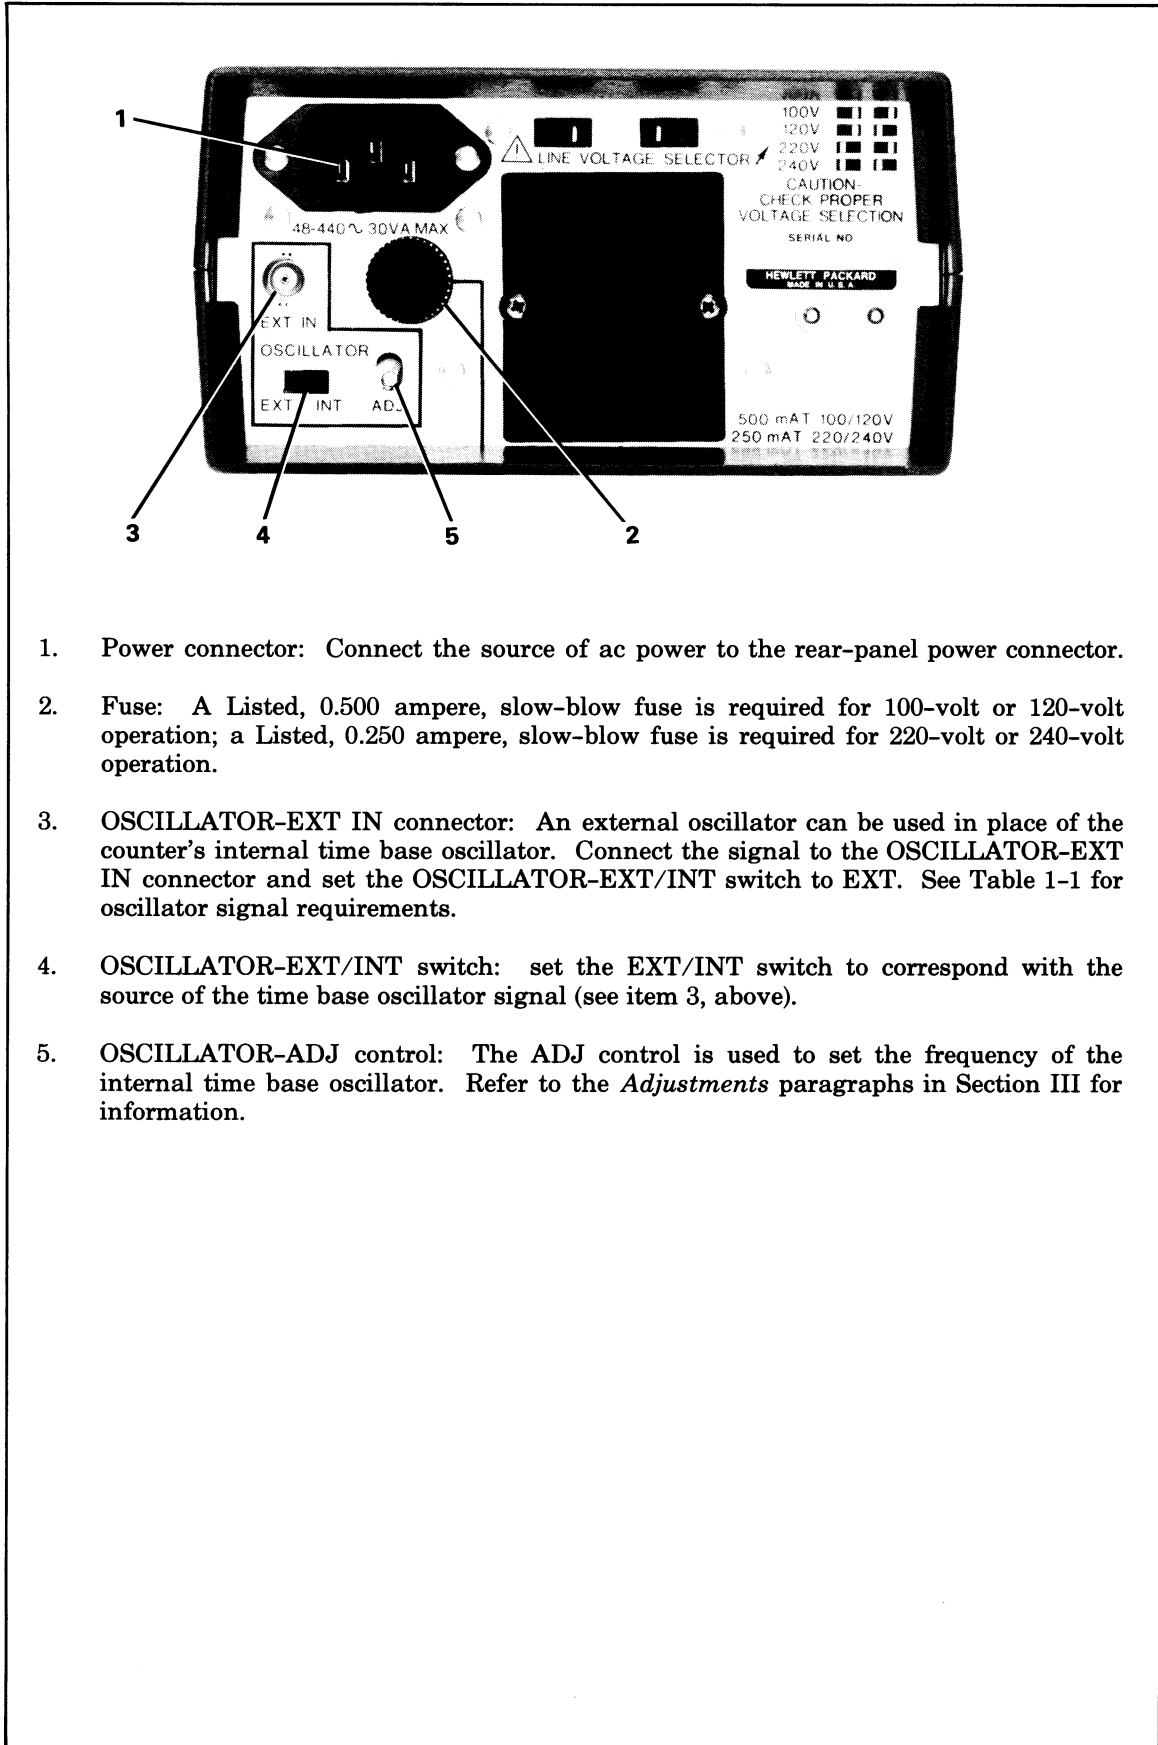 1
100V
120V
LINE VOLTAGE SELECTOR
220V
240V
CAUTION-
CHECK PROPER
VOLTAGE SELECTION
48-440∿ 30VA MAX
SERIAL NO
HEWLETT PACKARD
MADE IN U.S.A
EXT IN
OSCILLATOR
EXT INT ADJ
500 mAT 100/120V
250 mAT 220/240V
3 4 5 2
1. Power connector: Connect the source of ac power to the rear-panel power connector.
2. Fuse: A Listed, 0.500 ampere, slow-blow fuse is required for 100-volt or 120-volt
operation; a Listed, 0.250 ampere, slow-blow fuse is required for 220-volt or 240-volt
operation.
3. OSCILLATOR-EXT IN connector: An external oscillator can be used in place of the
counter's internal time base oscillator. Connect the signal to the OSCILLATOR-EXT
IN connector and set the OSCILLATOR-EXT/INT switch to EXT. See Table 1-1 for
oscillator signal requirements.
4. OSCILLATOR-EXT/INT switch: set the EXT/INT switch to correspond with the
source of the time base oscillator signal (see item 3, above).
5. OSCILLATOR-ADJ control: The ADJ control is used to set the frequency of the
internal time base oscillator. Refer to the Adjustments paragraphs in Section III for
information.